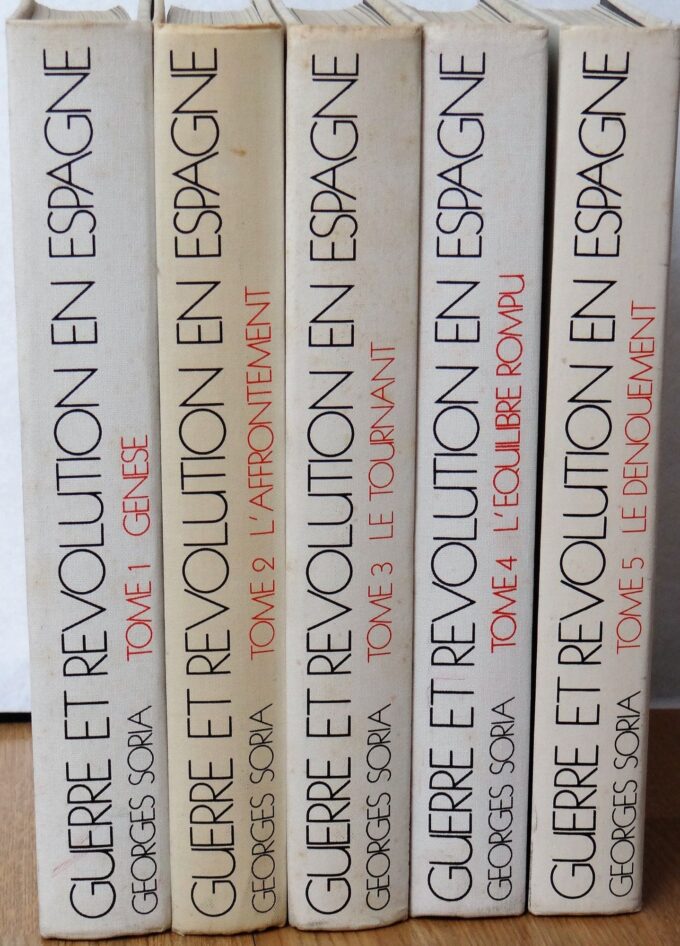 GUERRE ET REVOLUTION EN ESPAGNE
GEORGES SORIA TOME 1 GENESE
GUERRE ET REVOLUTION EN ESPAGNE
GEORGES SORIA TOME 2 L'AFFRONTEMENT
GUERRE ET REVOLUTION EN ESPAGNE
GEORGES SORIA TOME 3 LE TOURNANT
GUERRE ET REVOLUTION EN ESPAGNE
GEORGES SORIA TOME 4 L'EQUILIBRE ROMPU
GUERRE ET REVOLUTION EN ESPAGNE
GEORGES SORIA TOME 5 LE DENOUEMENT